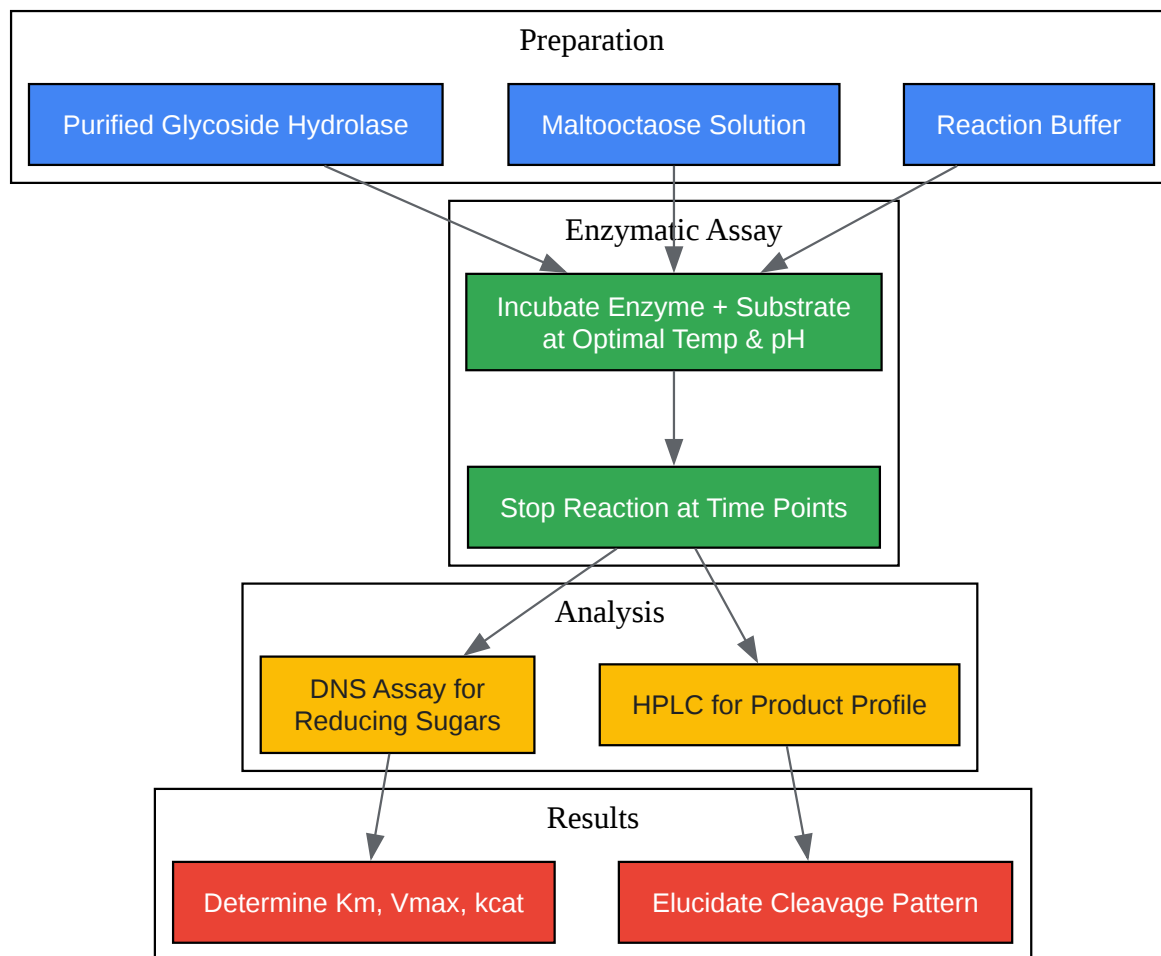 Preparation
Purified Glycoside Hydrolase
Maltooctaose Solution
Reaction Buffer
Enzymatic Assay
Incubate Enzyme + Substrate
at Optimal Temp & pH
Stop Reaction at Time Points
Analysis
DNS Assay for
Reducing Sugars
HPLC for Product Profile
Results
Determine Km, Vmax, kcat
Elucidate Cleavage Pattern